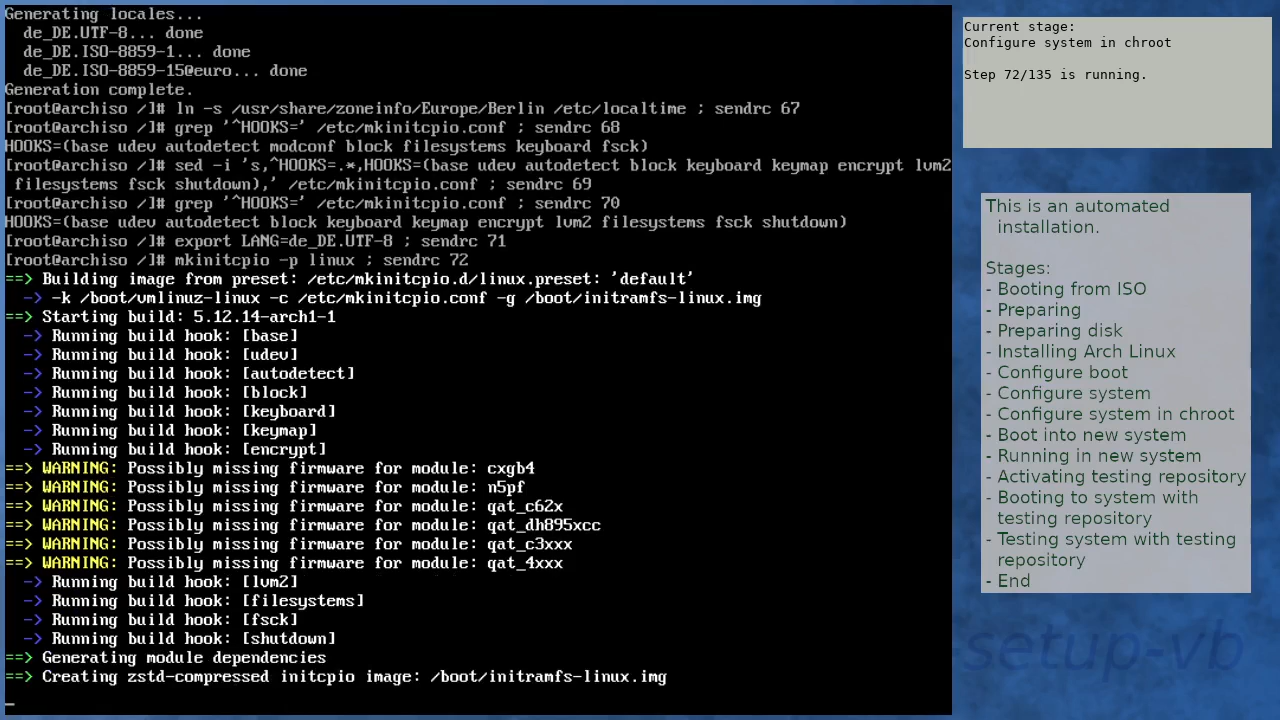 Generating locales...
  de_DE.UTF-8... done
  de_DE.ISO-8859-1... done
  de_DE.ISO-8859-15@euro... done
Generation complete.
[root@archiso /]# ln -s /usr/share/zoneinfo/Europe/Berlin /etc/localtime ; sendrc 67
[root@archiso /]# grep '^HOOKS=' /etc/mkinitcpio.conf ; sendrc 68
HOOKS=(base udev autodetect modconf block filesystems keyboard fsck)
[root@archiso /]# sed -i 's,^HOOKS=.*,HOOKS=(base udev autodetect block keyboard keymap encrypt lvm2
 filesystems fsck shutdown),' /etc/mkinitcpio.conf ; sendrc 69
[root@archiso /]# grep '^HOOKS=' /etc/mkinitcpio.conf ; sendrc 70
HOOKS=(base udev autodetect block keyboard keymap encrypt lvm2 filesystems fsck shutdown)
[root@archiso /]# export LANG=de_DE.UTF-8 ; sendrc 71
[root@archiso /]# mkinitcpio -p linux ; sendrc 72
==> Building image from preset: /etc/mkinitcpio.d/linux.preset: 'default'
  -> -k /boot/vmlinuz-linux -c /etc/mkinitcpio.conf -g /boot/initramfs-linux.img
==> Starting build: 5.12.14-arch1-1
  -> Running build hook: [base]
  -> Running build hook: [udev]
  -> Running build hook: [autodetect]
  -> Running build hook: [block]
  -> Running build hook: [keyboard]
  -> Running build hook: [keymap]
  -> Running build hook: [encrypt]
==> WARNING: Possibly missing firmware for module: cxgb4
==> WARNING: Possibly missing firmware for module: n5pf
==> WARNING: Possibly missing firmware for module: qat_c62x
==> WARNING: Possibly missing firmware for module: qat_dh895xcc
==> WARNING: Possibly missing firmware for module: qat_c3xxx
==> WARNING: Possibly missing firmware for module: qat_4xxx
  -> Running build hook: [lvm2]
  -> Running build hook: [filesystems]
  -> Running build hook: [fsck]
  -> Running build hook: [shutdown]
==> Generating module dependencies
==> Creating zstd-compressed initcpio image: /boot/initramfs-linux.img
_
Current stage:
Configure system in chroot
Step 72/135 is running.
This is an automated
installation.
Stages:
- Booting from ISO
- Preparing
- Preparing disk
- Installing Arch Linux
- Configure boot
- Configure system
- Configure system in chroot
- Boot into new system
- Running in new system
- Activating testing repository
- Booting to system with
testing repository
- Testing system with testing
repository
- End
-setup-vb